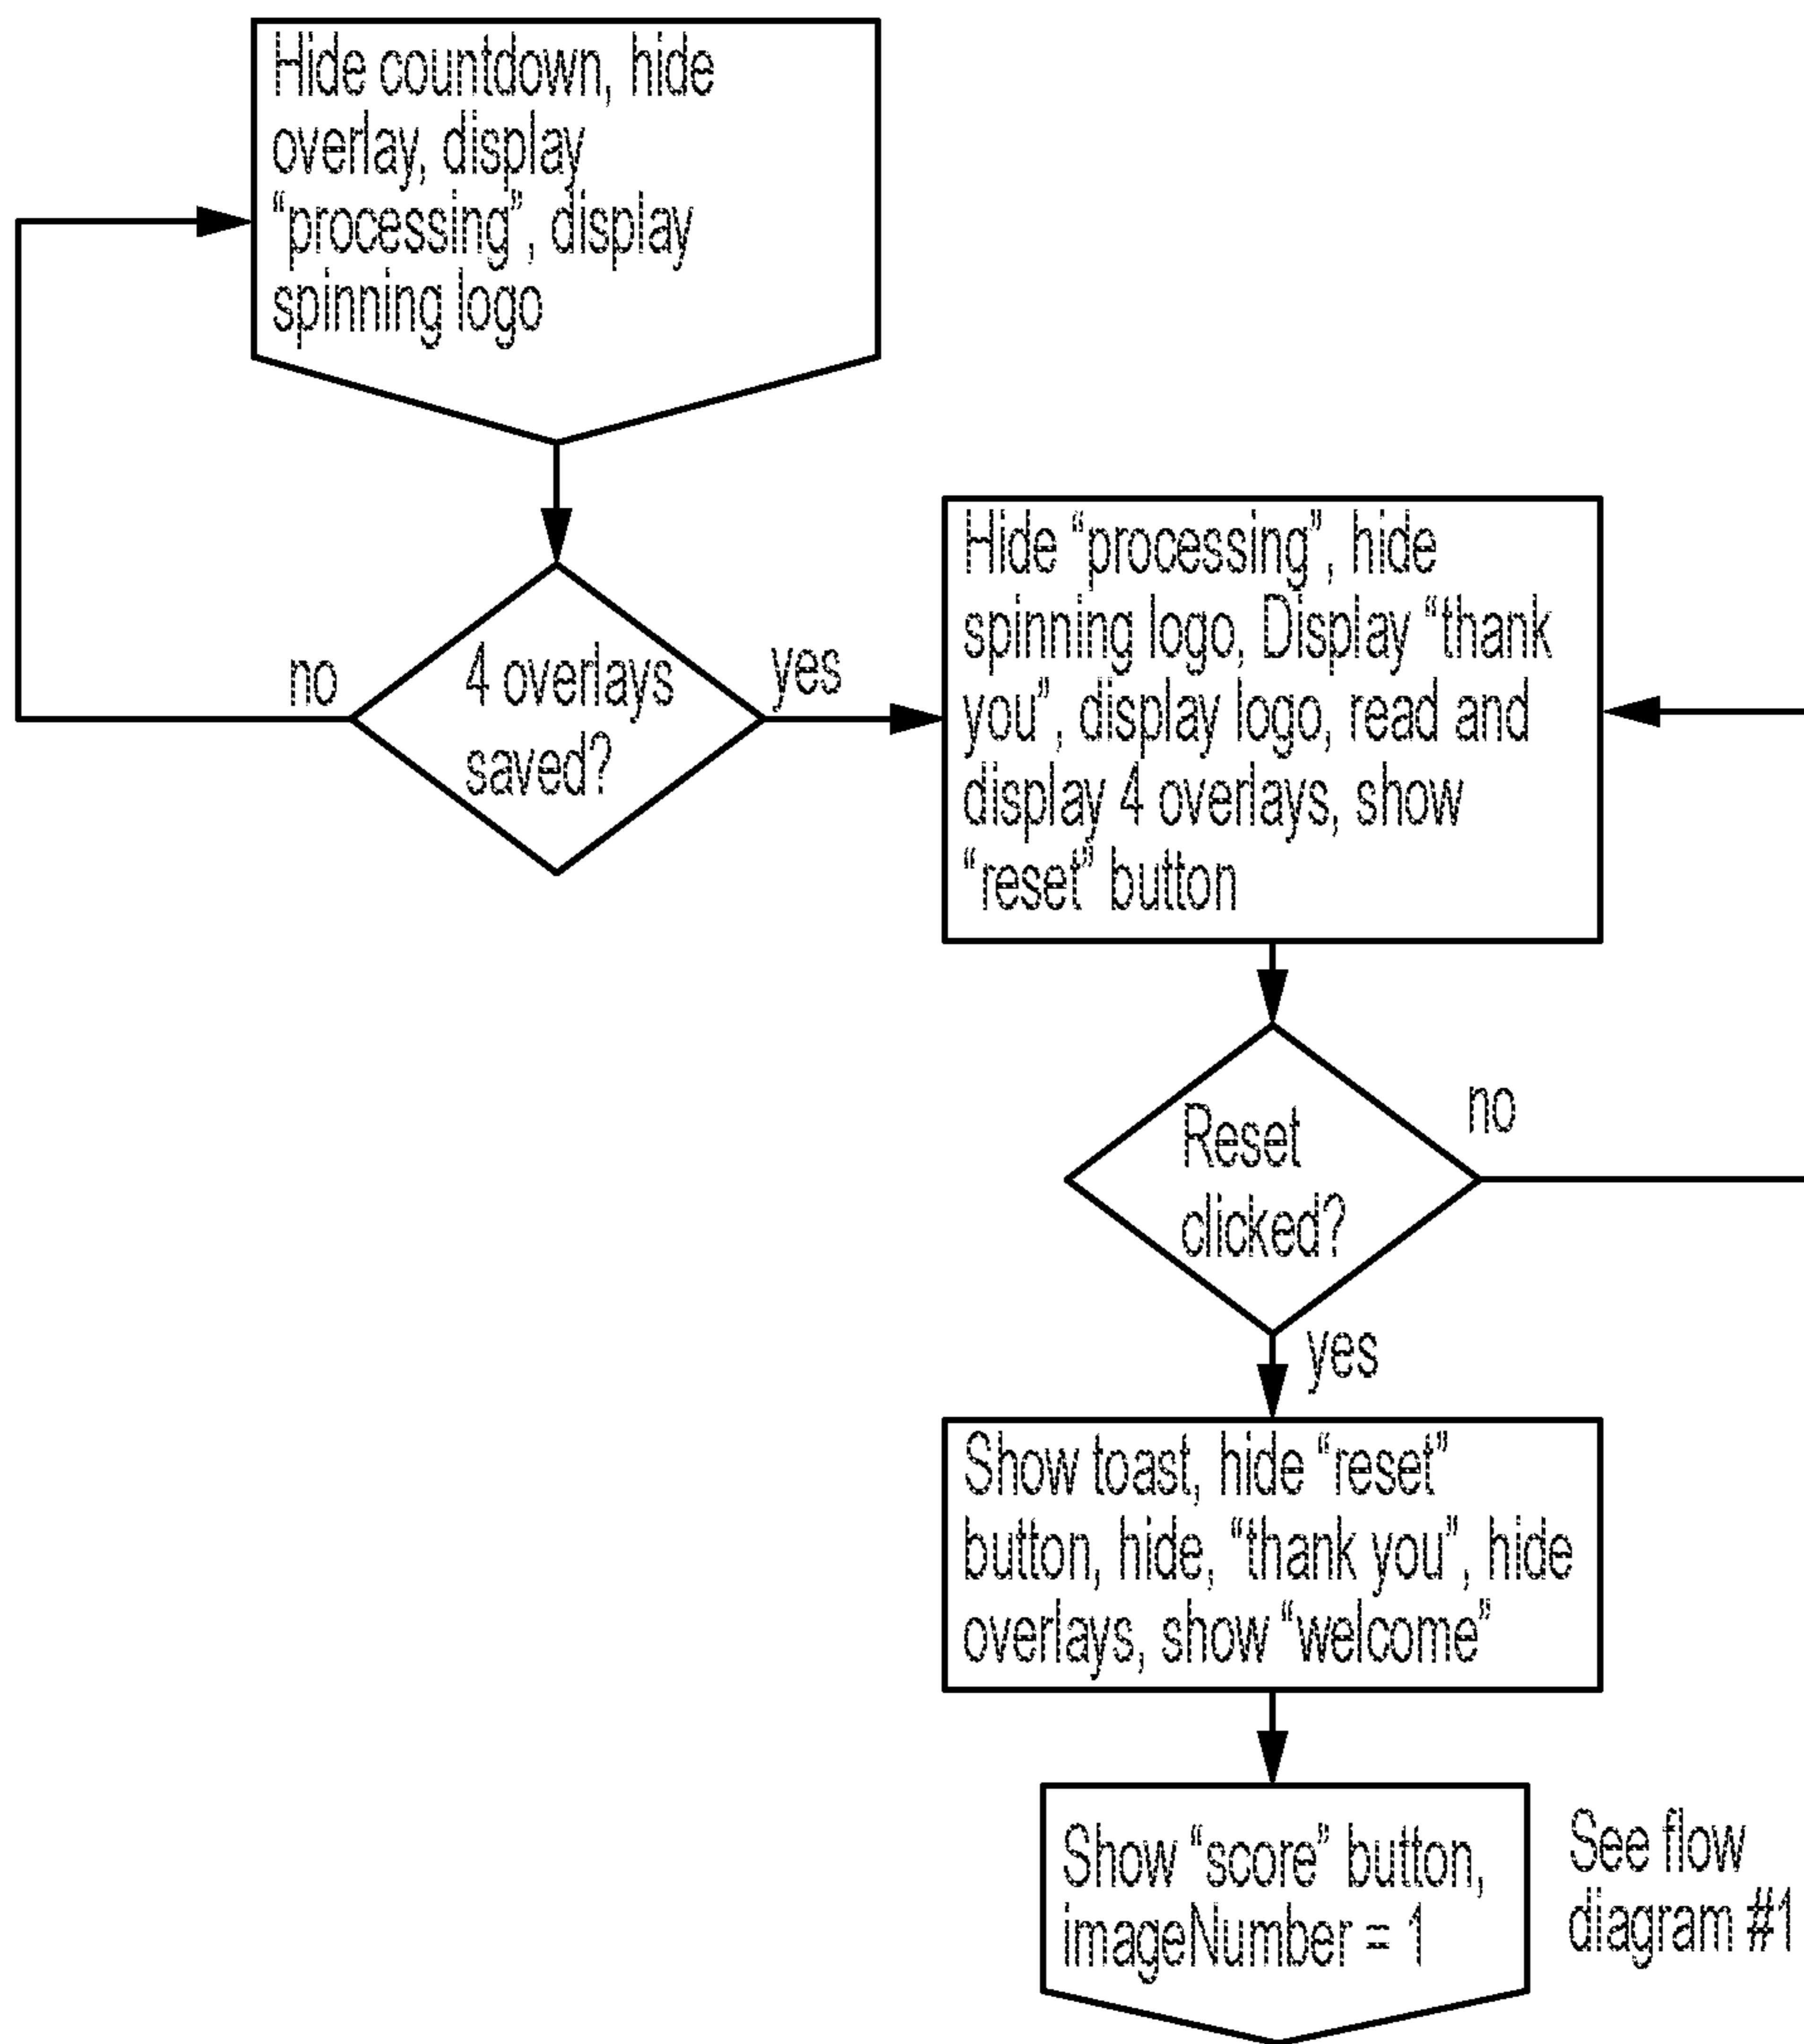 Hide countdown, hide
overlay, display
“processing”, display
spinning logo
no
4 overlays
saved?
yes
Hide “processing”, hide
spinning logo, Display “thank
you”, display logo, read and
display 4 overlays, show
“reset” button
Reset
clicked?
no
yes
Show toast, hide “reset”
button, hide, “thank you”, hide
overlays, show “welcome”
Show “score” button,
imageNumber = 1
See flow
diagram #1